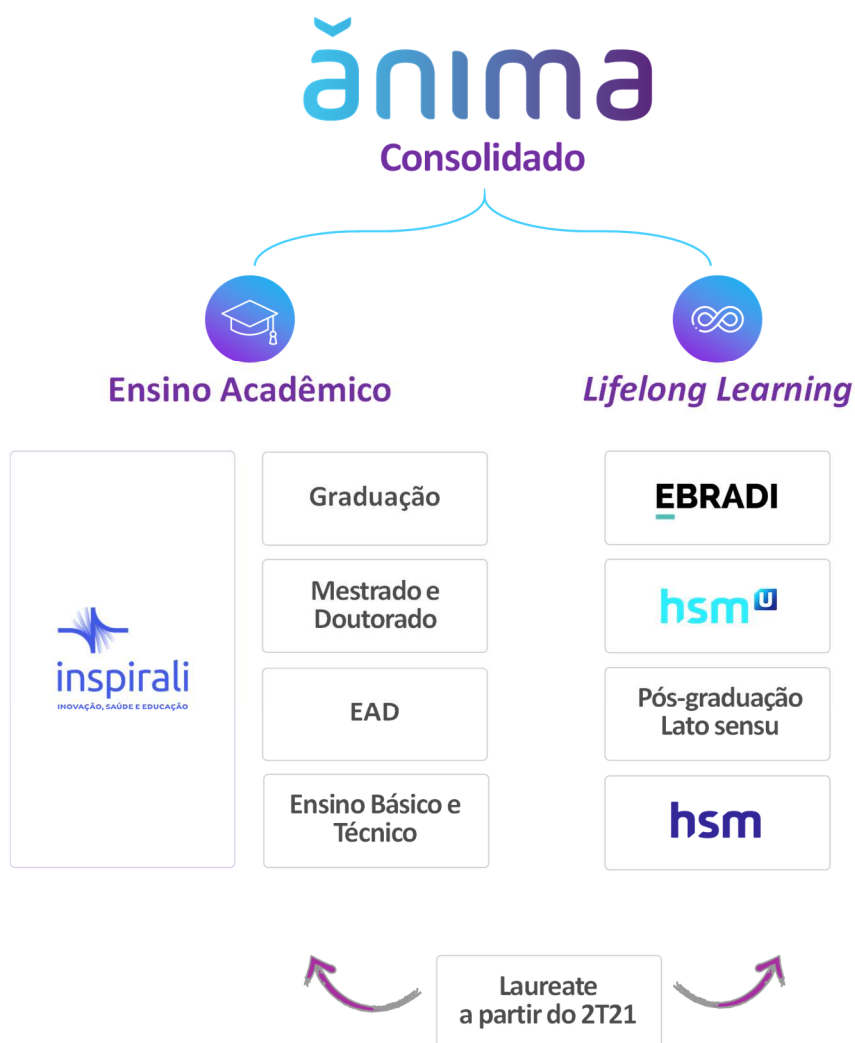 ănima
Consolidado
Ensino Acadêmico
Lifelong Learning
inspirali
INOVAÇÃO, SAÚDE E EDUCAÇÃO
Graduação
Mestrado e
Doutorado
EAD
Ensino Básico e
Técnico
EBRADI
hsm U
Pós-graduação
Lato sensu
hsm
Laureate
a partir do 2T21